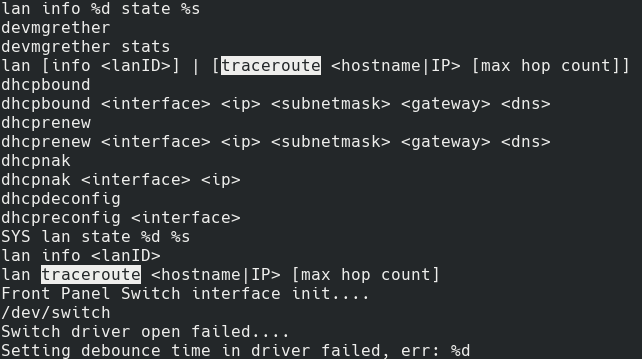 lan info %d state %s
devmgrether
devmgrether stats
lan [info <lanID>] | [traceroute <hostname|IP> [max hop count]]
dhcpbound
dhcpbound <interface> <ip> <subnetmask> <gateway> <dns>
dhcprenew
dhcprenew <interface> <ip> <subnetmask> <gateway> <dns>
dhcpnak
dhcpnak <interface> <ip>
dhcpdeconfig
dhcpreconfig <interface>
SYS lan state %d %s
lan info <lanID>
lan traceroute <hostname|IP> [max hop count]
Front Panel Switch interface init....
/dev/switch
Switch driver open failed....
Setting debounce time in driver failed, err: %d